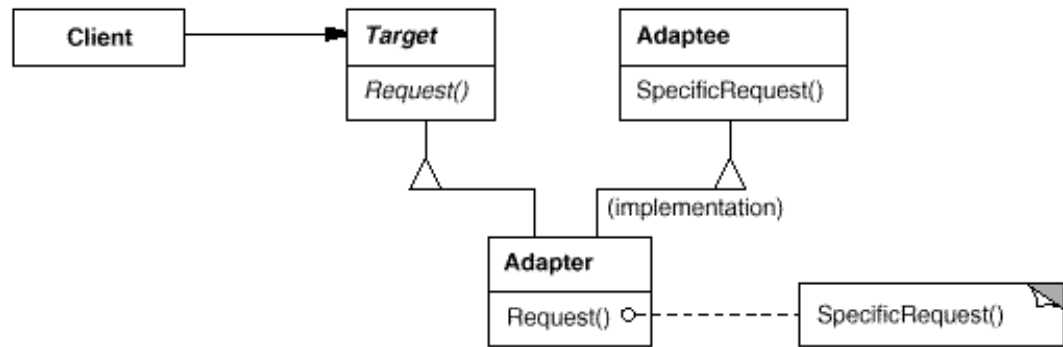 Client
Target
Request()
Adaptee
SpecificRequest()
(implementation)
Adapter
Request()
SpecificRequest()